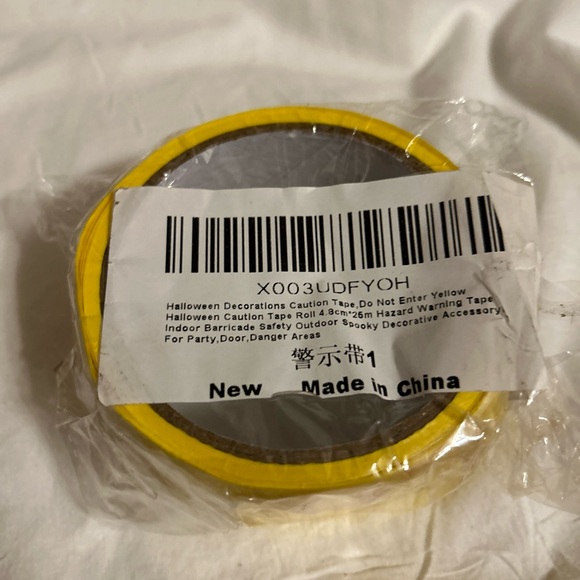 X003UDFYOH
Halloween Decorations Caution Tape,Do Not Enter Yellow
Halloween Caution Tape Roll 4.8cm*25m Hazard Warning Tape
Indoor Barricade Safety Outdoor Spooky Decorative Accessory
For Party,Door,Danger Areas
警示带1
New Made in China